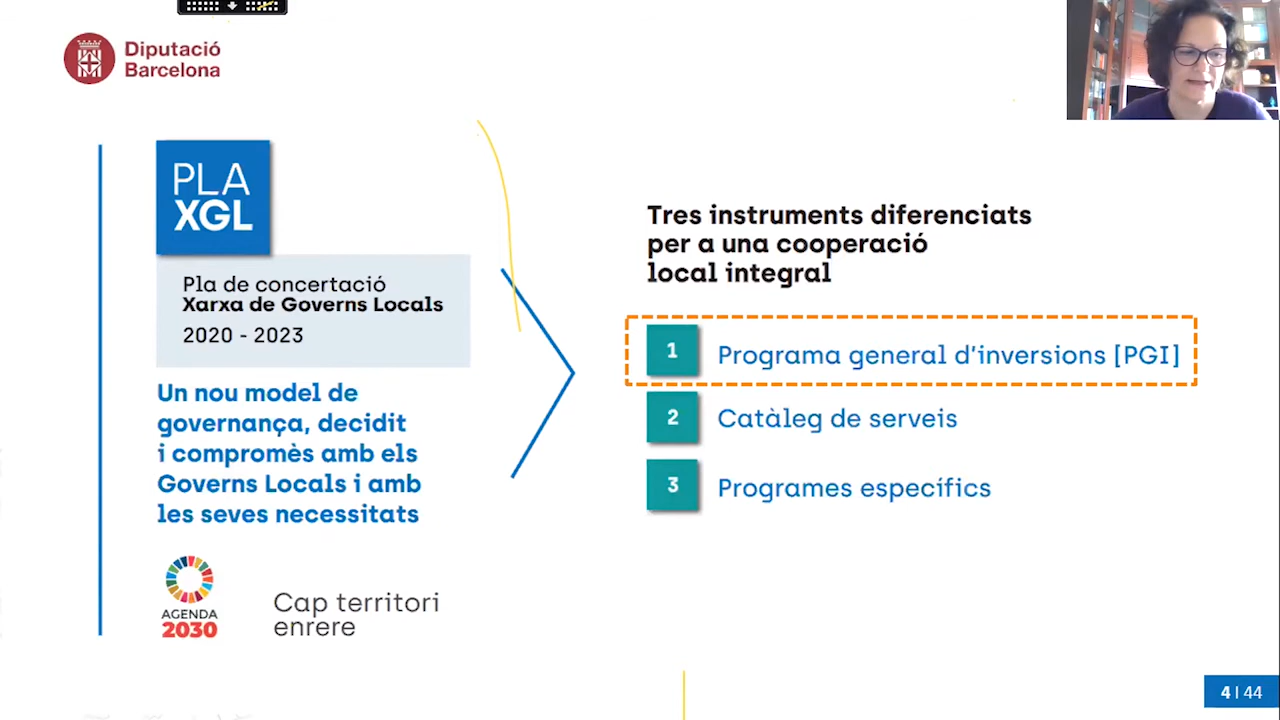 Diputació
Barcelona
PLA
XGL
Pla de concertació
Xarxa de Governs Locals
2020 - 2023
Un nou model de
governança, decidit
i compromès amb els
Governs Locals i amb
les seves necessitats
AGENDA
2030
Cap territori
enrere
Tres instruments diferenciats
per a una cooperació
local integral
1 Programa general d'inversions [PGI]
2 Catàleg de serveis
3 Programes específics
4 | 44